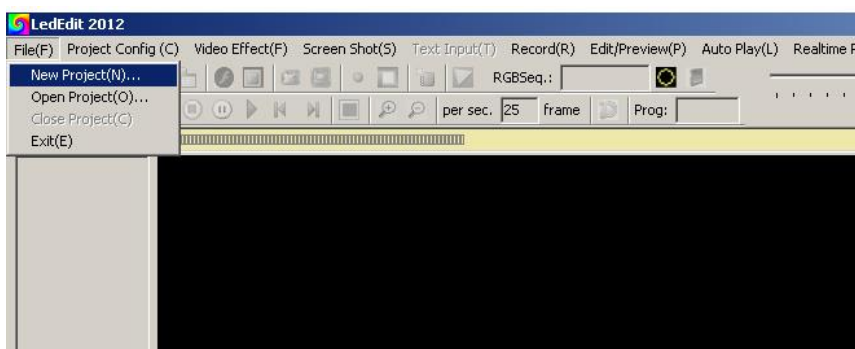 LedEdit 2012
File(F) Project Config (C) Video Effect(F) Screen Shot(S) Text Input(T) Record(R) Edit/Preview(P) Auto Play(L) Realtime
New Project(N)...
RGBSeq.:
Open Project(O)...
per sec. 25 frame Prog:
Close Project(C)
Exit(E)